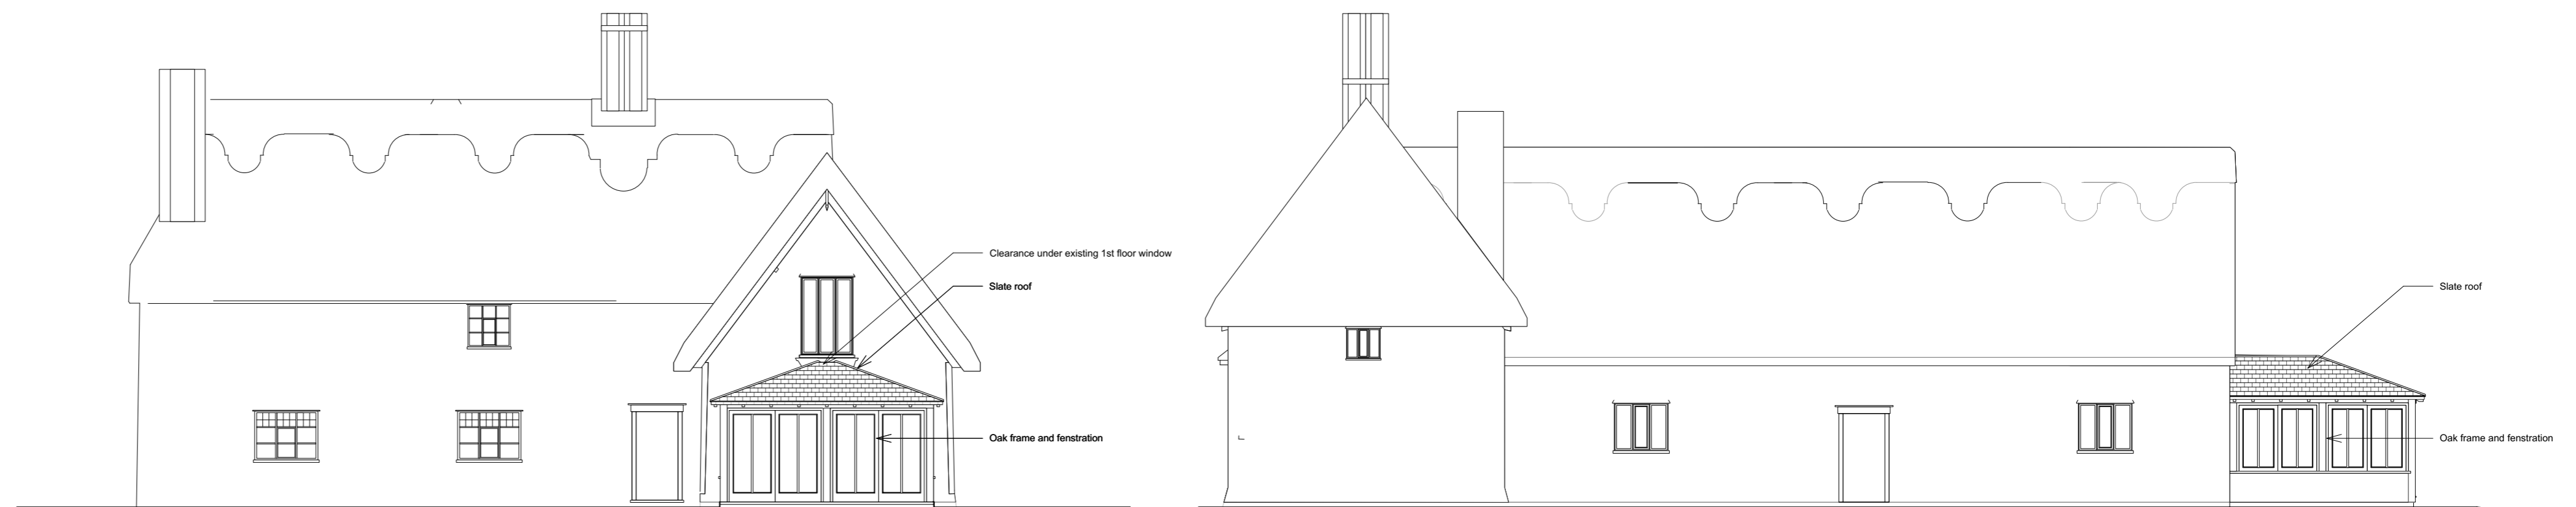 Clearance under existing 1st floor window
Slate roof
Oak frame and fenstration
Slate roof
Oak frame and fenstration